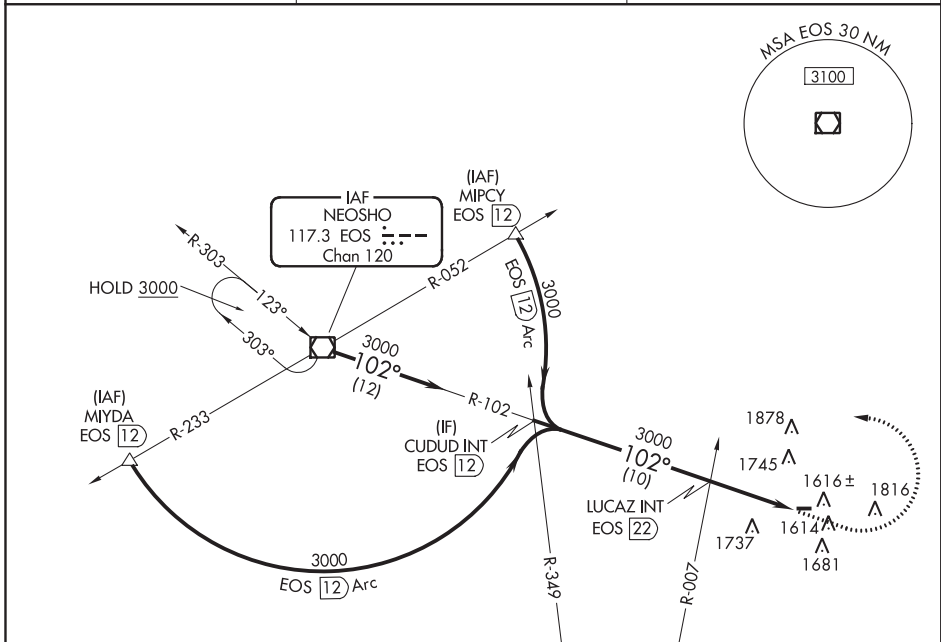 MSA EOS 30 NM
3100
(IAF)
MIPCY
EOS 12
IAF
NEOSHO
117.3 EOS
Chan 120
R-303
R-052
HOLD 3000
123°
303°
EOS 12 Arc
3000
3000
102°
(12)
R-102
(IAF)
MIYDA
EOS 12
R-233
(IF)
CUDUD INT
EOS 12
3000
102°
(10)
LUCAZ INT
EOS 22
1878
1745
1616±
1816
1614
1737
1681
3000
EOS 12 Arc
R-349
R-007